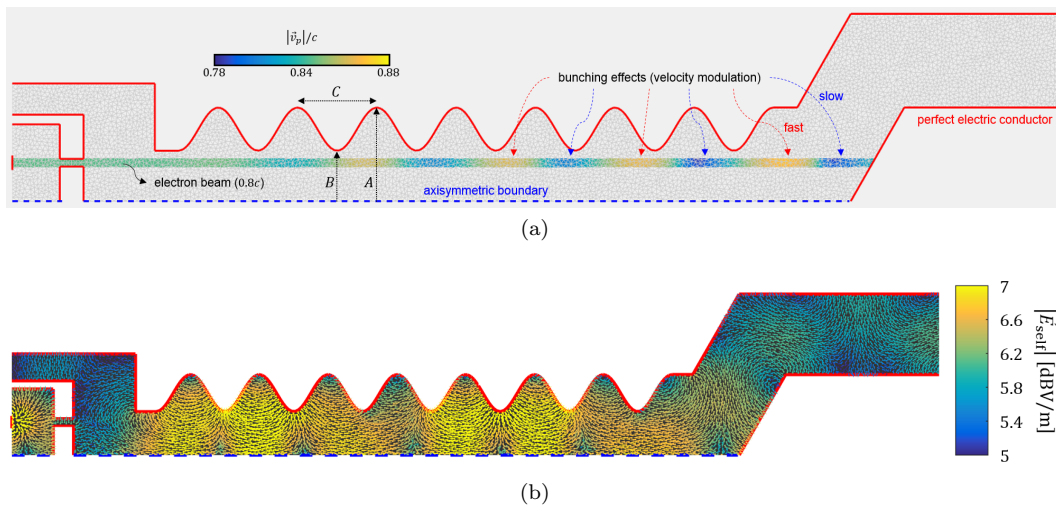 |v⃗ₚ|/c
0.78
0.84
0.88
bunching effects (velocity modulation)
C
slow
fast
perfect electric conductor
electron beam (0.8c)
B
A
axisymmetric boundary
(a)
7
6.6
6.2
5.8
5.4
5
|E⃗self| [dBV/m]
(b)